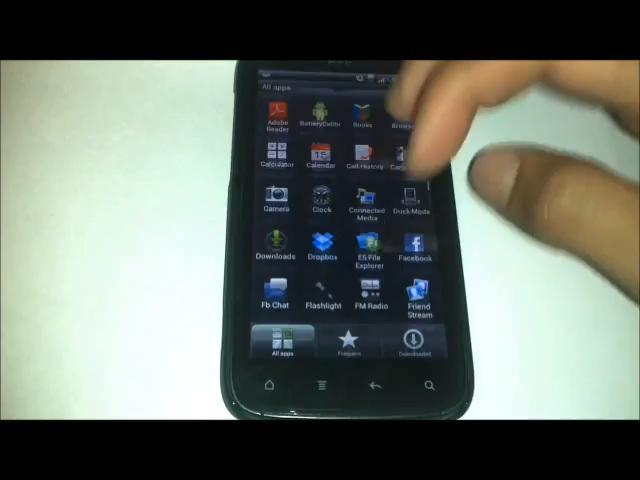 All apps
Adobe Reader
Books
Calculator
15
Calendar
Call History
Camera
Clock
Connected Media
Dock Mode
Downloads
Dropbox
ES File Explorer
Facebook
Fb Chat
Flashlight
FM Radio
Friend Stream
All apps
Frequent
Downloaded